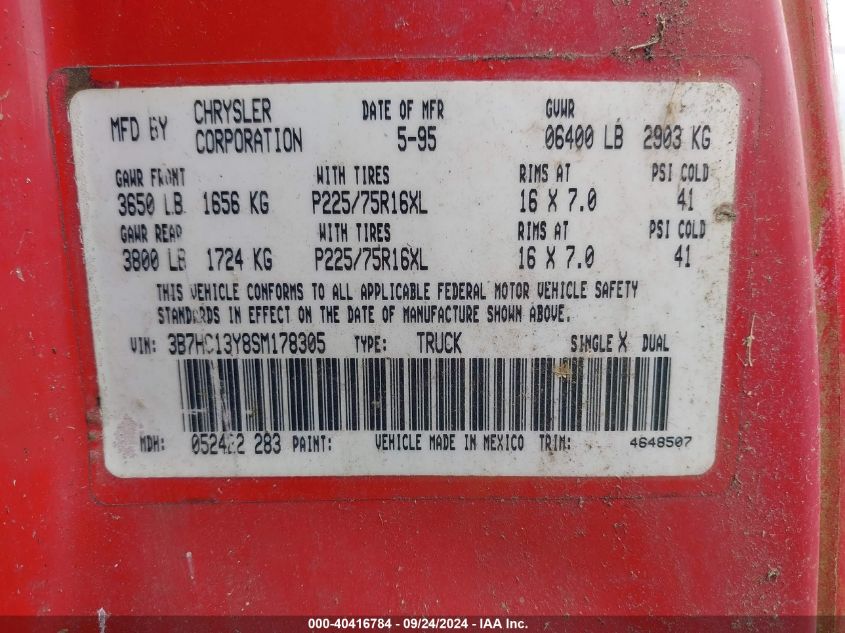 MFD BY CHRYSLER CORPORATION DATE OF MFR 5-95 GVWR 06400 LB 2903 KG
GAWR FRONT WITH TIRES RIMS AT PSI COLD
3650 LB 1656 KG P225/75R16XL 16 X 7.0 41
GAWR REAR WITH TIRES RIMS AT PSI COLD
3800 LB 1724 KG P225/75R16XL 16 X 7.0 41
THIS VEHICLE CONFORMS TO ALL APPLICABLE FEDERAL MOTOR VEHICLE SAFETY
STANDARDS IN EFFECT ON THE DATE OF MANUFACTURE SHOWN ABOVE.
VIN: 3B7HC13Y8SM178305 TYPE: TRUCK SINGLE X DUAL
MDH: 283 PAINT: VEHICLE MADE IN MEXICO TRIM: 4648507
000-40416784 - 09/24/2024 - IAA Inc.